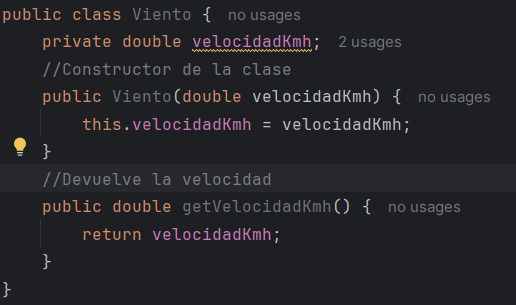 public class Viento {  no usages
    private double velocidadKmh;  2 usages
    //Constructor de la clase
    public Viento(double velocidadKmh) {  no usages
        this.velocidadKmh = velocidadKmh;
    }
    //Devuelve la velocidad
    public double getVelocidadKmh() {  no usages
        return velocidadKmh;
    }
}